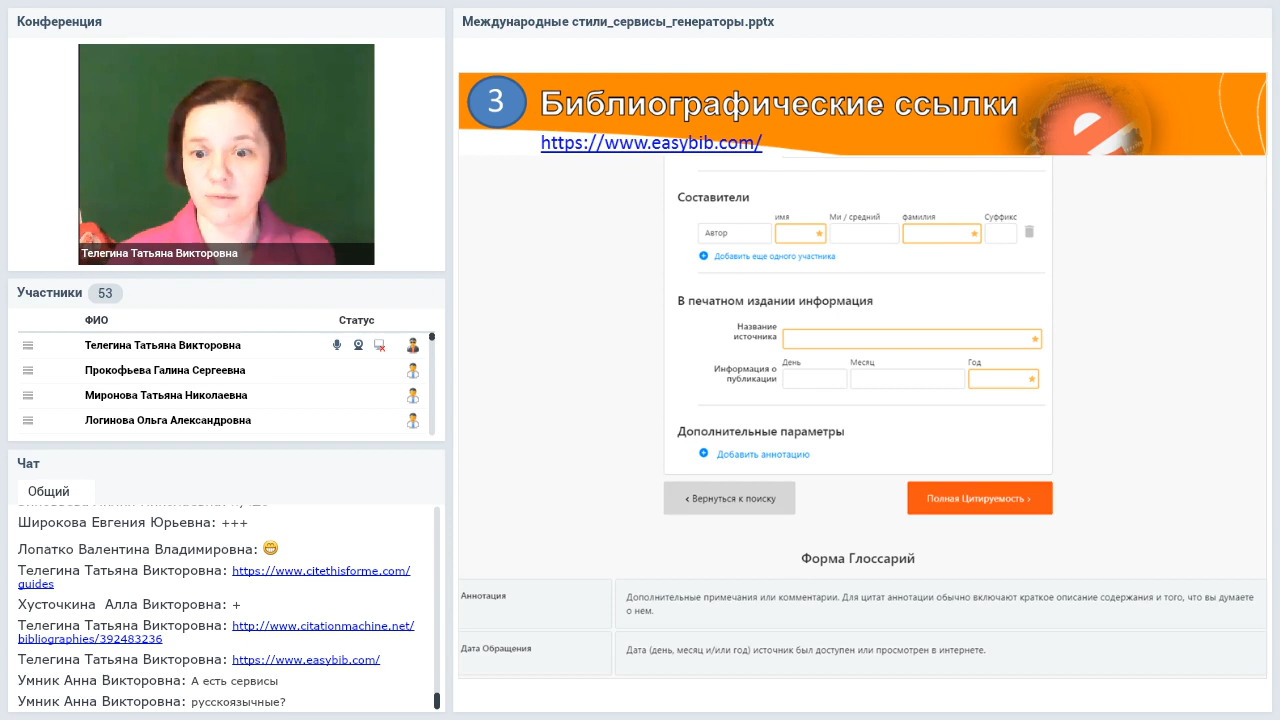 Конференция
Телегина Татьяна Викторовна
Участники 53
ФИО Статус
Телегина Татьяна Викторовна
Прокофьева Галина Сергеевна
Миронова Татьяна Николаевна
Логинова Ольга Александровна
Чат
Общий
Широкова Евгения Юрьевна: +++
Лопатко Валентина Владимировна: 😁
Телегина Татьяна Викторовна: https://www.citethisforme.com/
guides
Хусточкина Алла Викторовна: +
Телегина Татьяна Викторовна: http://www.citationmachine.net/
bibliographies/392483236
Телегина Татьяна Викторовна: https://www.easybib.com/
Умник Анна Викторовна: А есть сервисы
Умник Анна Викторовна: русскоязычные?
Международные стили_сервисы_генераторы.pptx
3 Библиографические ссылки
https://www.easybib.com/
Составители
имя Ми / средний фамилия Суффикс
Автор
Добавить еще одного участника
В печатном издании информация
Название
источника
День Месяц Год
Информация о
публикации
Дополнительные параметры
Добавить аннотацию
‹ Вернуться к поиску Полная Цитируемость ›
Форма Глоссарий
Аннотация
Дополнительные примечания или комментарии. Для цитат аннотации обычно включают краткое описание содержания и того, что вы думаете
о нем.
Дата Обращения
Дата (день, месяц и/или год) источник был доступен или просмотрен в интернете.